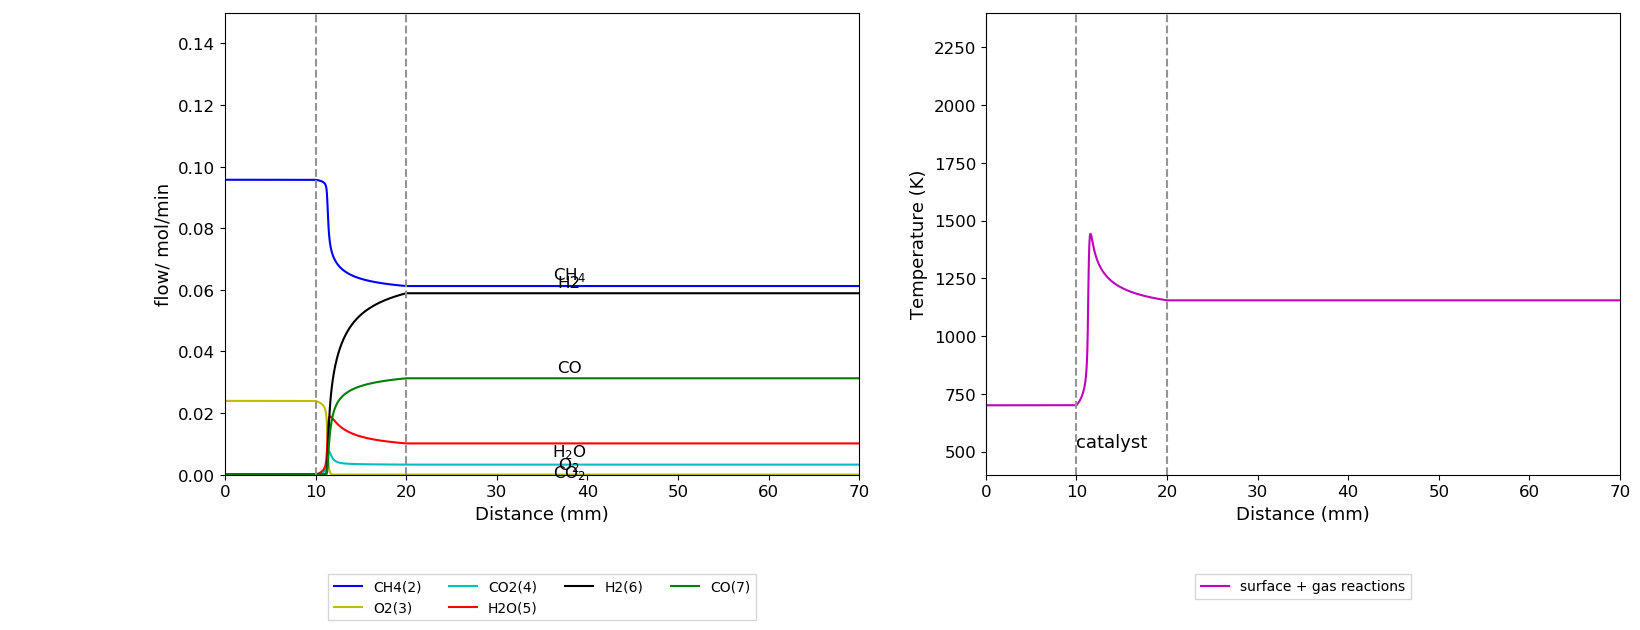 0.14
0.12
0.10
0.08
0.06
0.04
0.02
0.00
flow/ mol/min
CH₄
H2
CO
H₂O
O₂
CO₂
0 10 20 30 40 50 60 70
Distance (mm)
CH4(2) CO2(4) H2(6) CO(7)
O2(3) H2O(5)
2250
2000
1750
1500
1250
1000
750
500
Temperature (K)
catalyst
0 10 20 30 40 50 60 70
Distance (mm)
surface + gas reactions